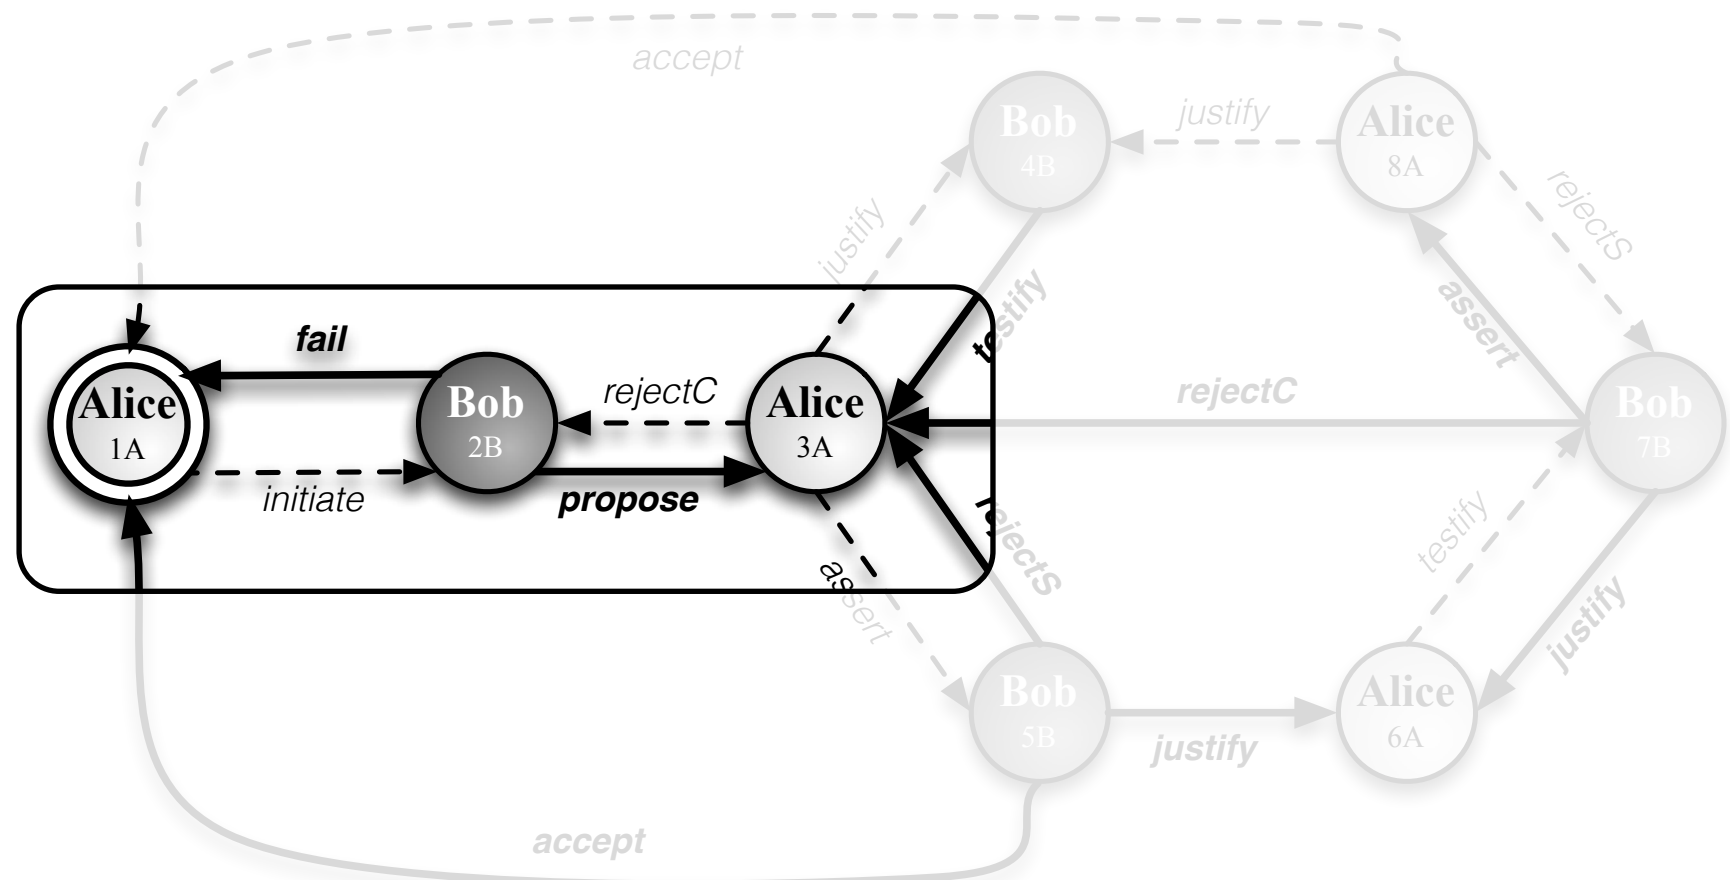 accept
Bob
4B
justify
Alice
8A
justify
rejectS
testify
assert
fail
Alice
1A
Bob
2B
rejectC
Alice
3A
rejectC
Bob
7B
initiate
propose
rejectS
testify
assert
justify
Bob
5B
Alice
6A
justify
accept